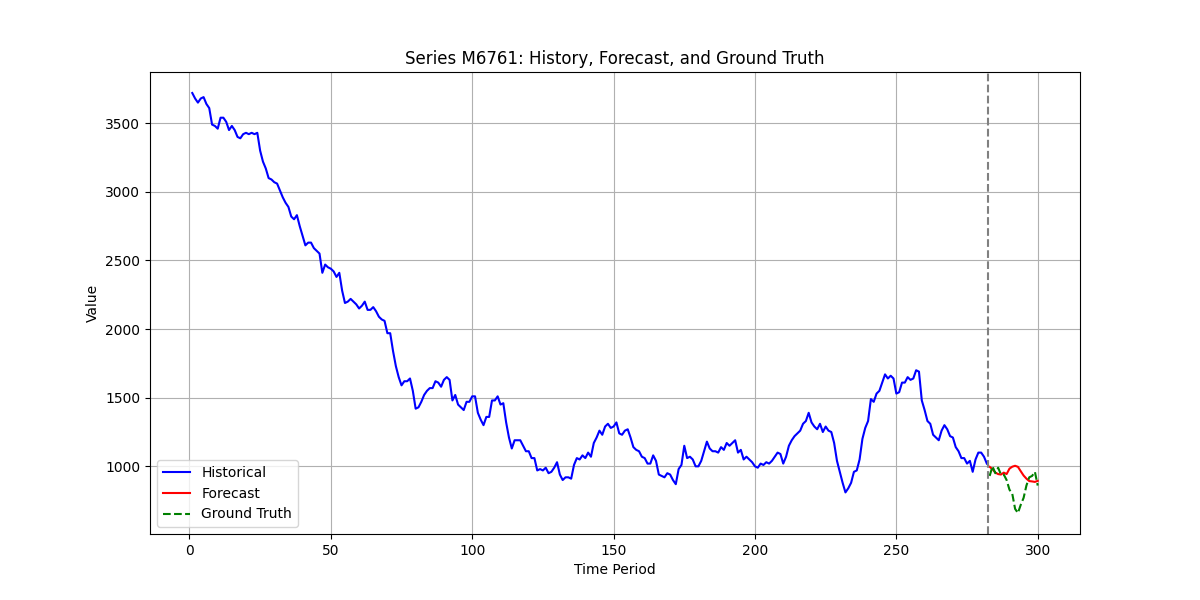 Series M6761: History, Forecast, and Ground Truth
Value
3500
3000
2500
2000
1500
1000
Historical
Forecast
Ground Truth
0 50 100 150 200 250 300
Time Period